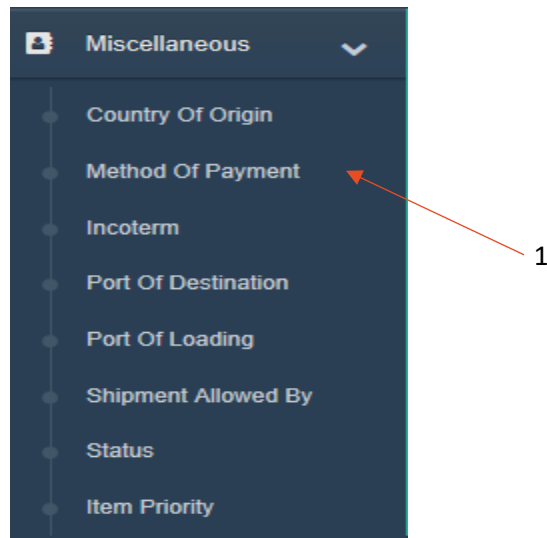 Miscellaneous
Country Of Origin
Method Of Payment
Incoterm
1
Port Of Destination
Port Of Loading
Shipment Allowed By
Status
Item Priority